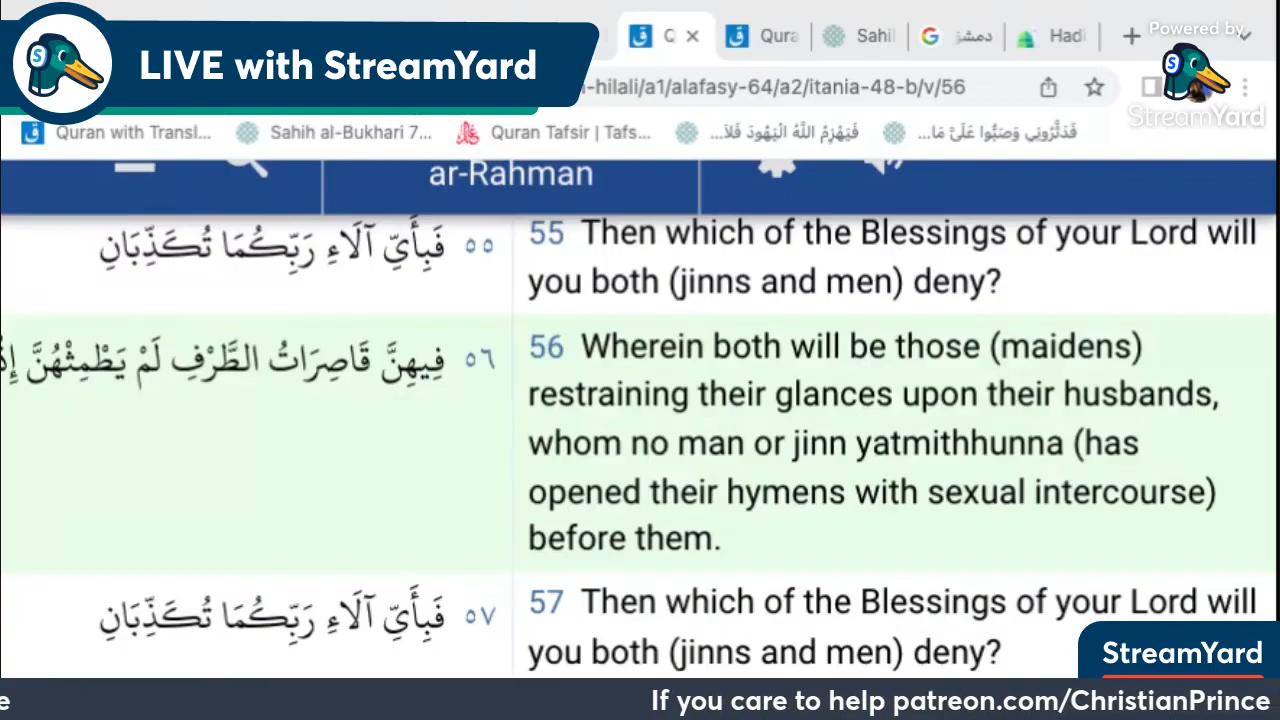 LIVE with StreamYard
Powered by
StreamYard
Q
Qura
Sahil
دمشز
Hadi
-hilali/a1/alafasy-64/a2/itania-48-b/v/56
Quran with Transl...
Sahih al-Bukhari 7...
Quran Tafsir | Tafs...
فَيَهْزِمُ اللَّهُ الْيَهُودَ فَلاَ...
فَدَثَّرُونِي وَصَبُّوا عَلَىَّ مَا...
ar-Rahman
55 Then which of the Blessings of your Lord will
you both (jinns and men) deny?
٥٥ فَبِأَيِّ آلَاءِ رَبِّكُمَا تُكَذِّبَانِ
56 Wherein both will be those (maidens)
restraining their glances upon their husbands,
whom no man or jinn yatmithhunna (has
opened their hymens with sexual intercourse)
before them.
٥٦ فِيهِنَّ قَاصِرَاتُ الطَّرْفِ لَمْ يَطْمِثْهُنَّ
57 Then which of the Blessings of your Lord will
you both (jinns and men) deny?
٥٧ فَبِأَيِّ آلَاءِ رَبِّكُمَا تُكَذِّبَانِ
StreamYard
e
If you care to help patreon.com/ChristianPrince